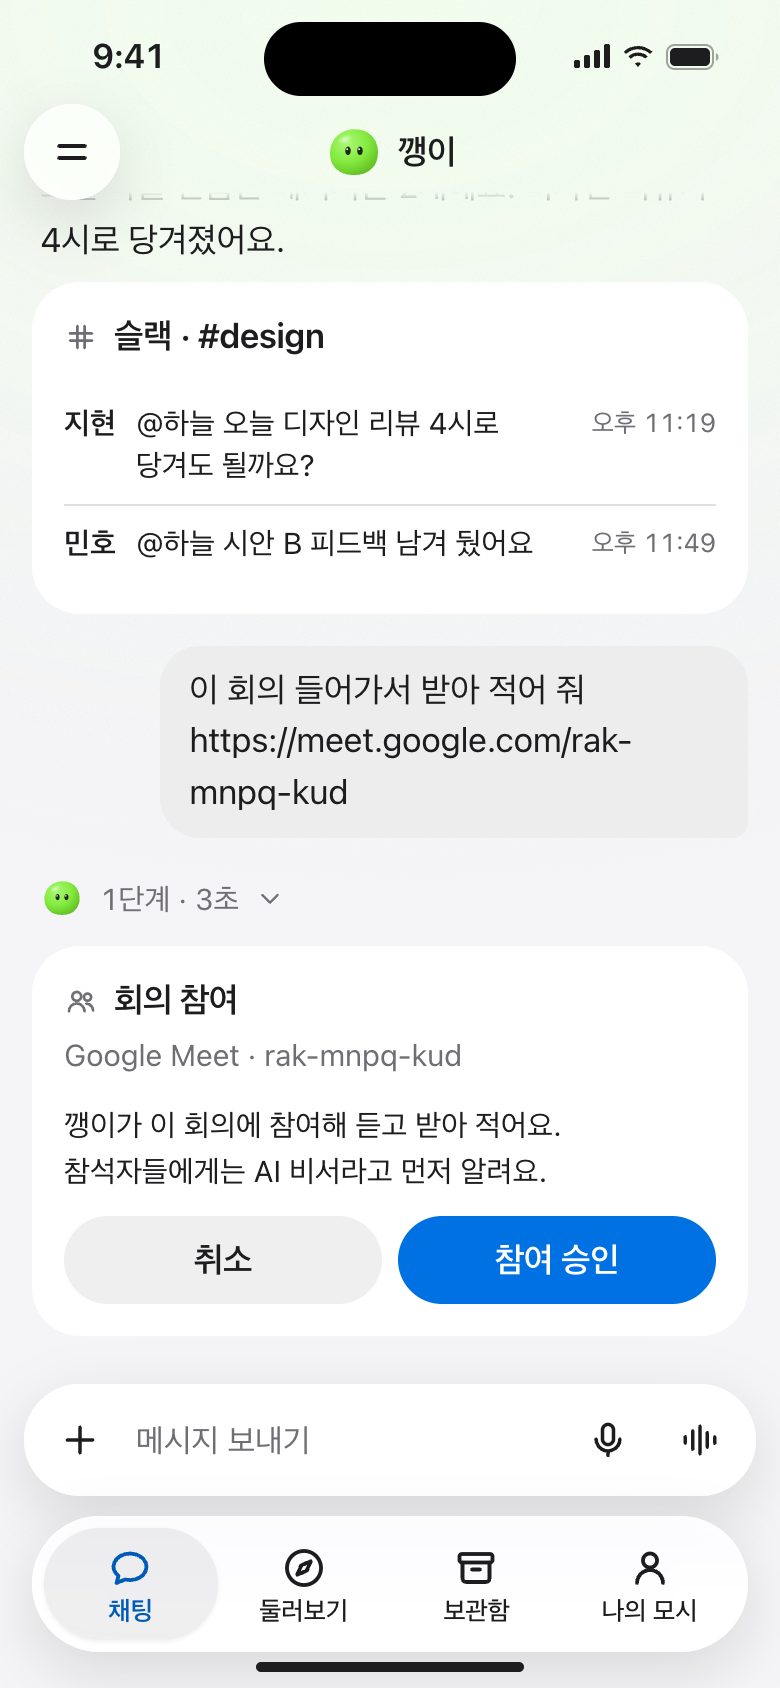 9:41
깽이
4시로 당겨졌어요.
슬랙 · #design
지현 @하늘 오늘 디자인 리뷰 4시로 오후 11:19
당겨도 될까요?
민호 @하늘 시안 B 피드백 남겨 뒀어요 오후 11:49
이 회의 들어가서 받아 적어 줘
https://meet.google.com/rak-
mnpq-kud
1단계 · 3초
회의 참여
Google Meet · rak-mnpq-kud
깽이가 이 회의에 참여해 듣고 받아 적어요.
참석자들에게는 AI 비서라고 먼저 알려요.
취소 참여 승인
메시지 보내기
채팅 둘러보기 보관함 나의 모시